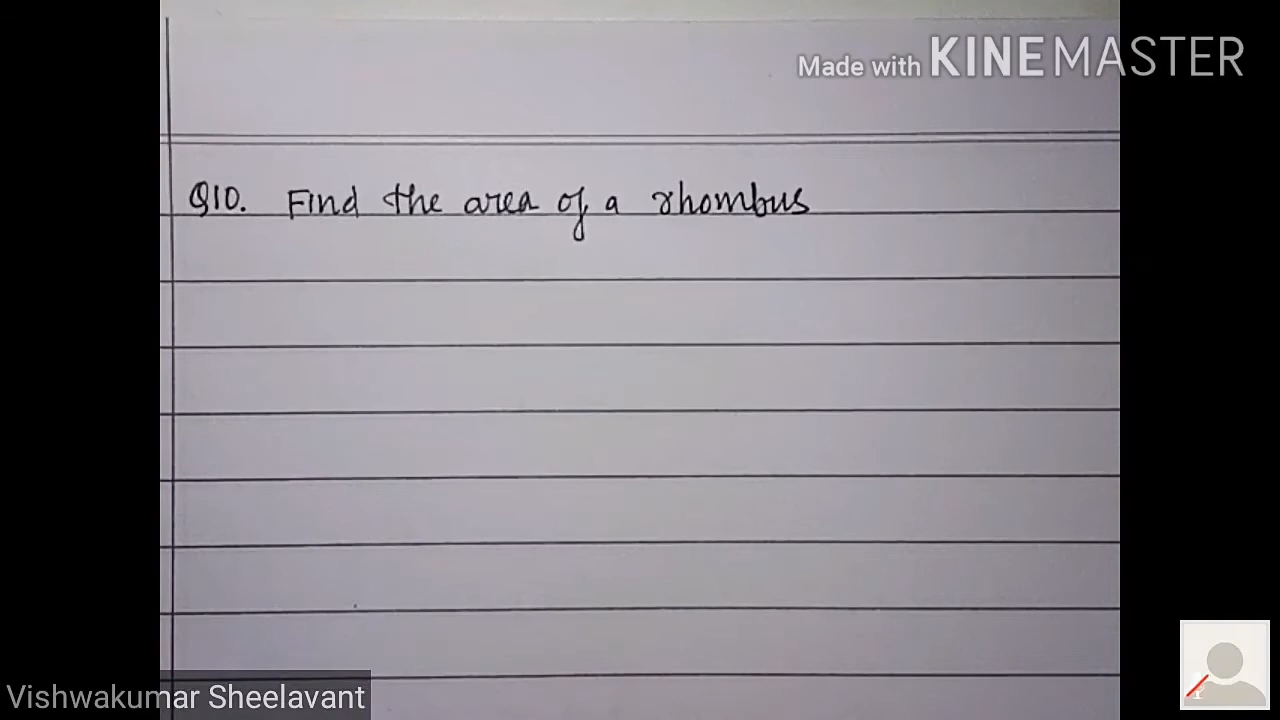 Made with KINEMASTER
Q10. Find the area of a rhombus
Vishwakumar Sheelavant